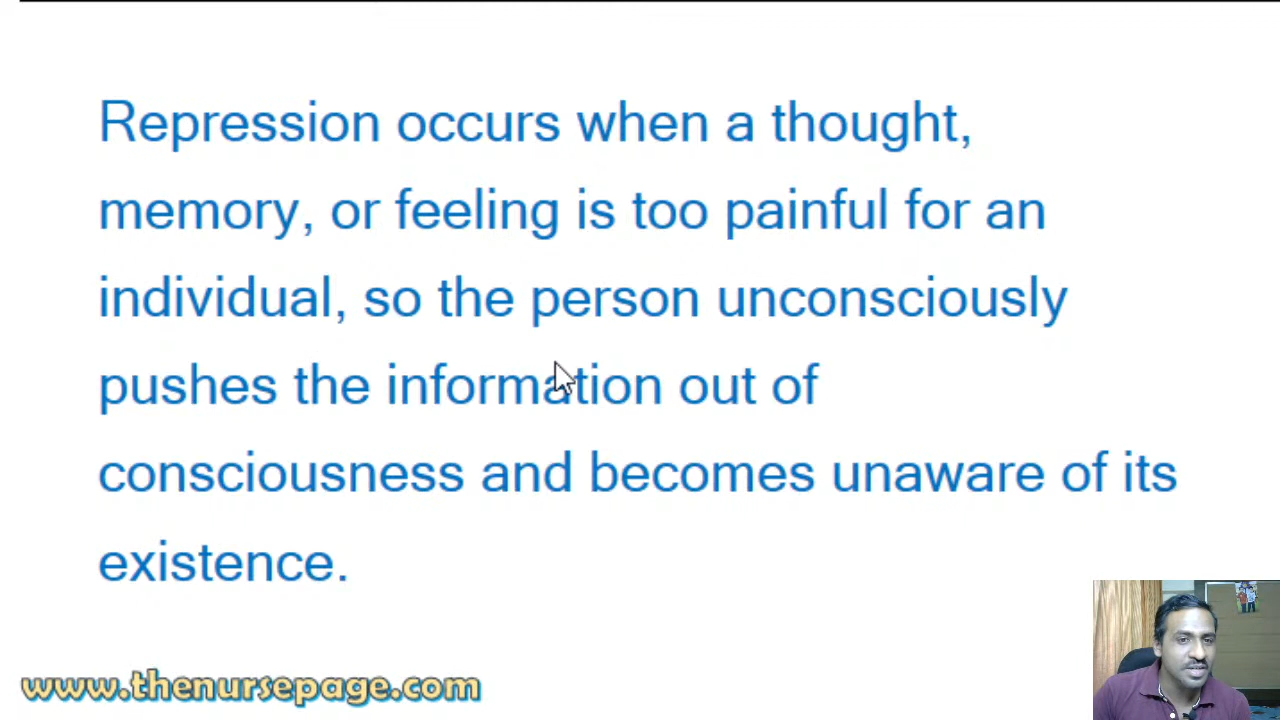 Repression occurs when a thought,
memory, or feeling is too painful for an
individual, so the person unconsciously
pushes the information out of
consciousness and becomes unaware of its
existence.
www.thenursepage.com